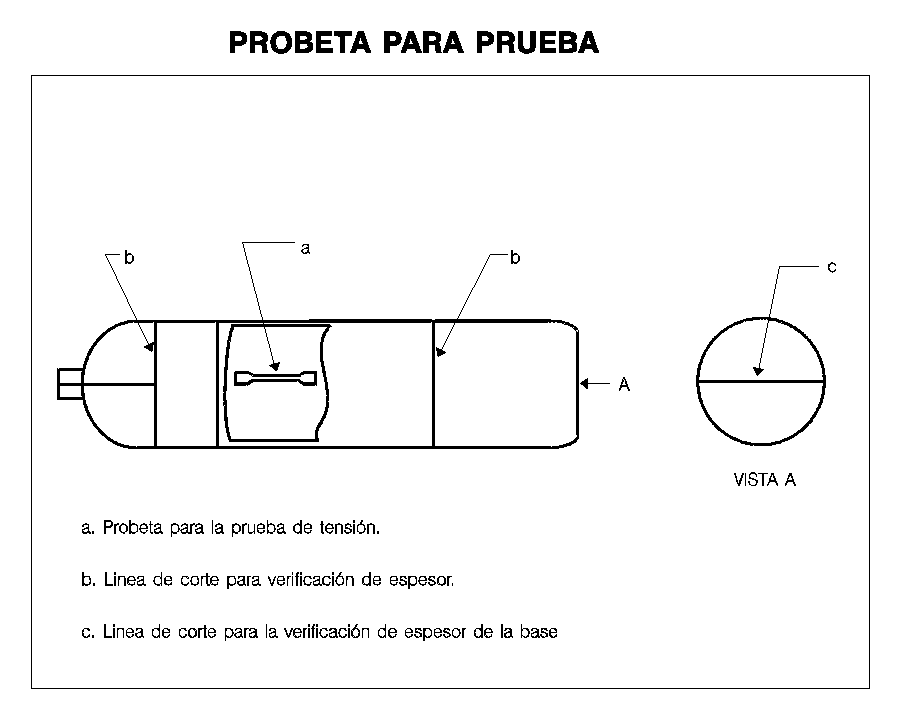 PROBETA PARA PRUEBA
b
a
b
c
A
VISTA A
a. Probeta para la prueba de tensión.
b. Linea de corte para verificación de espesor.
c. Linea de corte para la verificación de espesor de la base